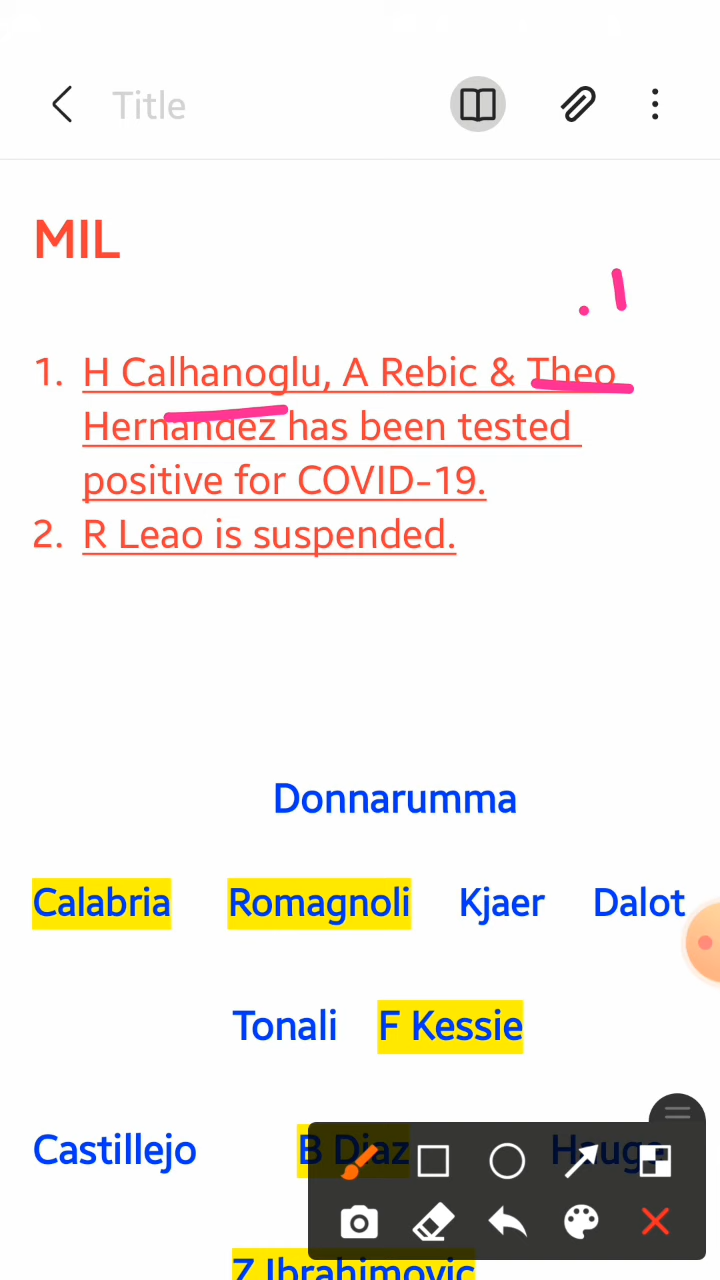 Title
MIL
1. H Calhanoglu, A Rebic & Theo
Hernandez has been tested
positive for COVID-19.
2. R Leao is suspended.
Donnarumma
Calabria Romagnoli Kjaer Dalot
Tonali F Kessie
Castillejo B Diaz Hauge
Z Ibrahimovic